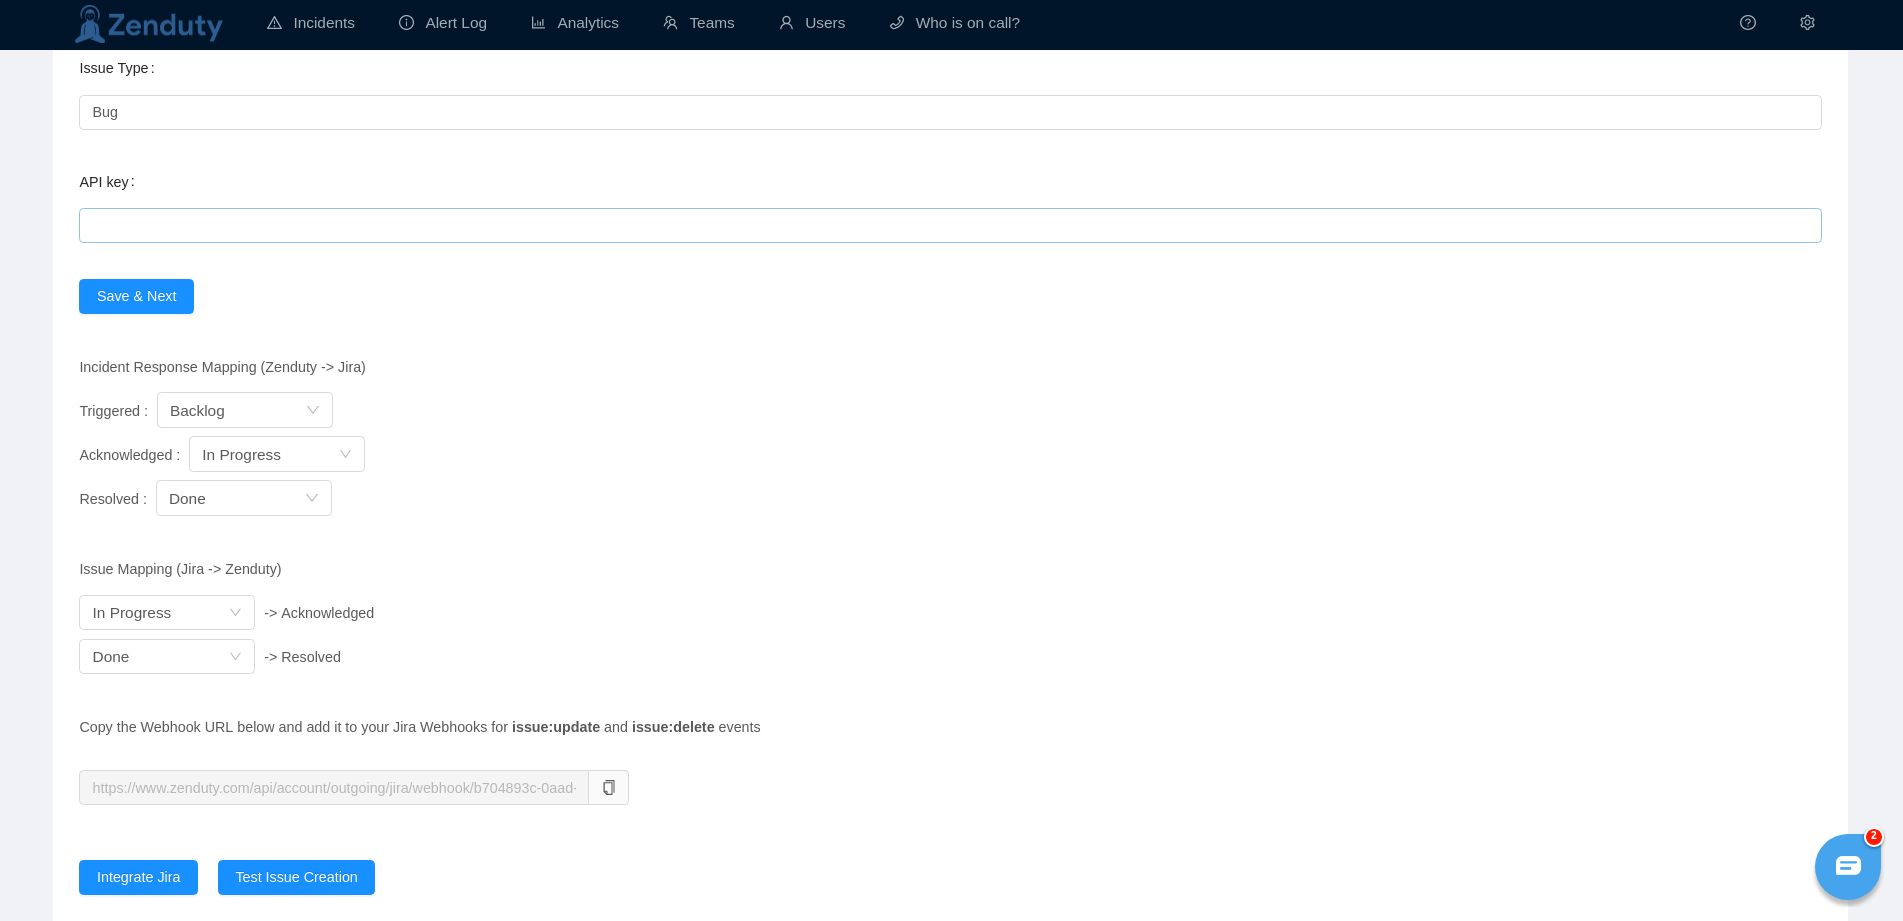 Zenduty Incidents Alert Log Analytics Teams Users Who is on call?
Issue Type :
Bug
API key :
Save & Next
Incident Response Mapping (Zenduty -> Jira)
Triggered : Backlog
Acknowledged : In Progress
Resolved : Done
Issue Mapping (Jira -> Zenduty)
In Progress -> Acknowledged
Done -> Resolved
Copy the Webhook URL below and add it to your Jira Webhooks for issue:update and issue:delete events
https://www.zenduty.com/api/account/outgoing/jira/webhook/b704893c-0aad-
2
Integrate Jira Test Issue Creation